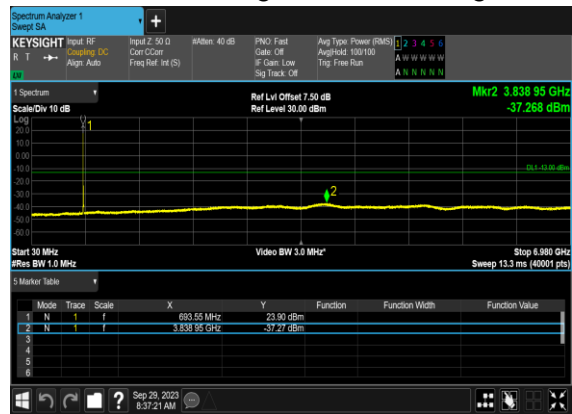 Spectrum Analyzer 1
Swept SA
+
KEYSIGHT Input: RF Input Z: 50 Ω #Atten: 40 dB PNO: Fast Avg Type: Power (RMS) 1 2 3 4 5 6
R T Coupling: DC Corr CCorr Gate: Off Avg|Hold: 100/100 A W W W W W
Align: Auto Freq Ref: Int (S) IF Gain: Low Trig: Free Run
LW Sig Track: Off A N N N N N
1 Spectrum Ref Lvl Offset 7.50 dB Mkr2 3.838 95 GHz
Scale/Div 10 dB Ref Level 30.00 dBm -37.268 dBm
Log
20.0
10.0
0.00
-10.0
-20.0
-30.0
-40.0
-50.0
-60.0
1
DL1 -13.00 dBm
2
Start 30 MHz Video BW 3.0 MHz* Stop 6.980 GHz
#Res BW 1.0 MHz Sweep 13.3 ms (40001 pts)
5 Marker Table
Mode Trace Scale X Y Function Function Width Function Value
1 N 1 f 693.55 MHz 23.90 dBm
2 N 1 f 3.838 95 GHz -37.27 dBm
3
4
5
6
? Sep 29, 2023
8:37:21 AM